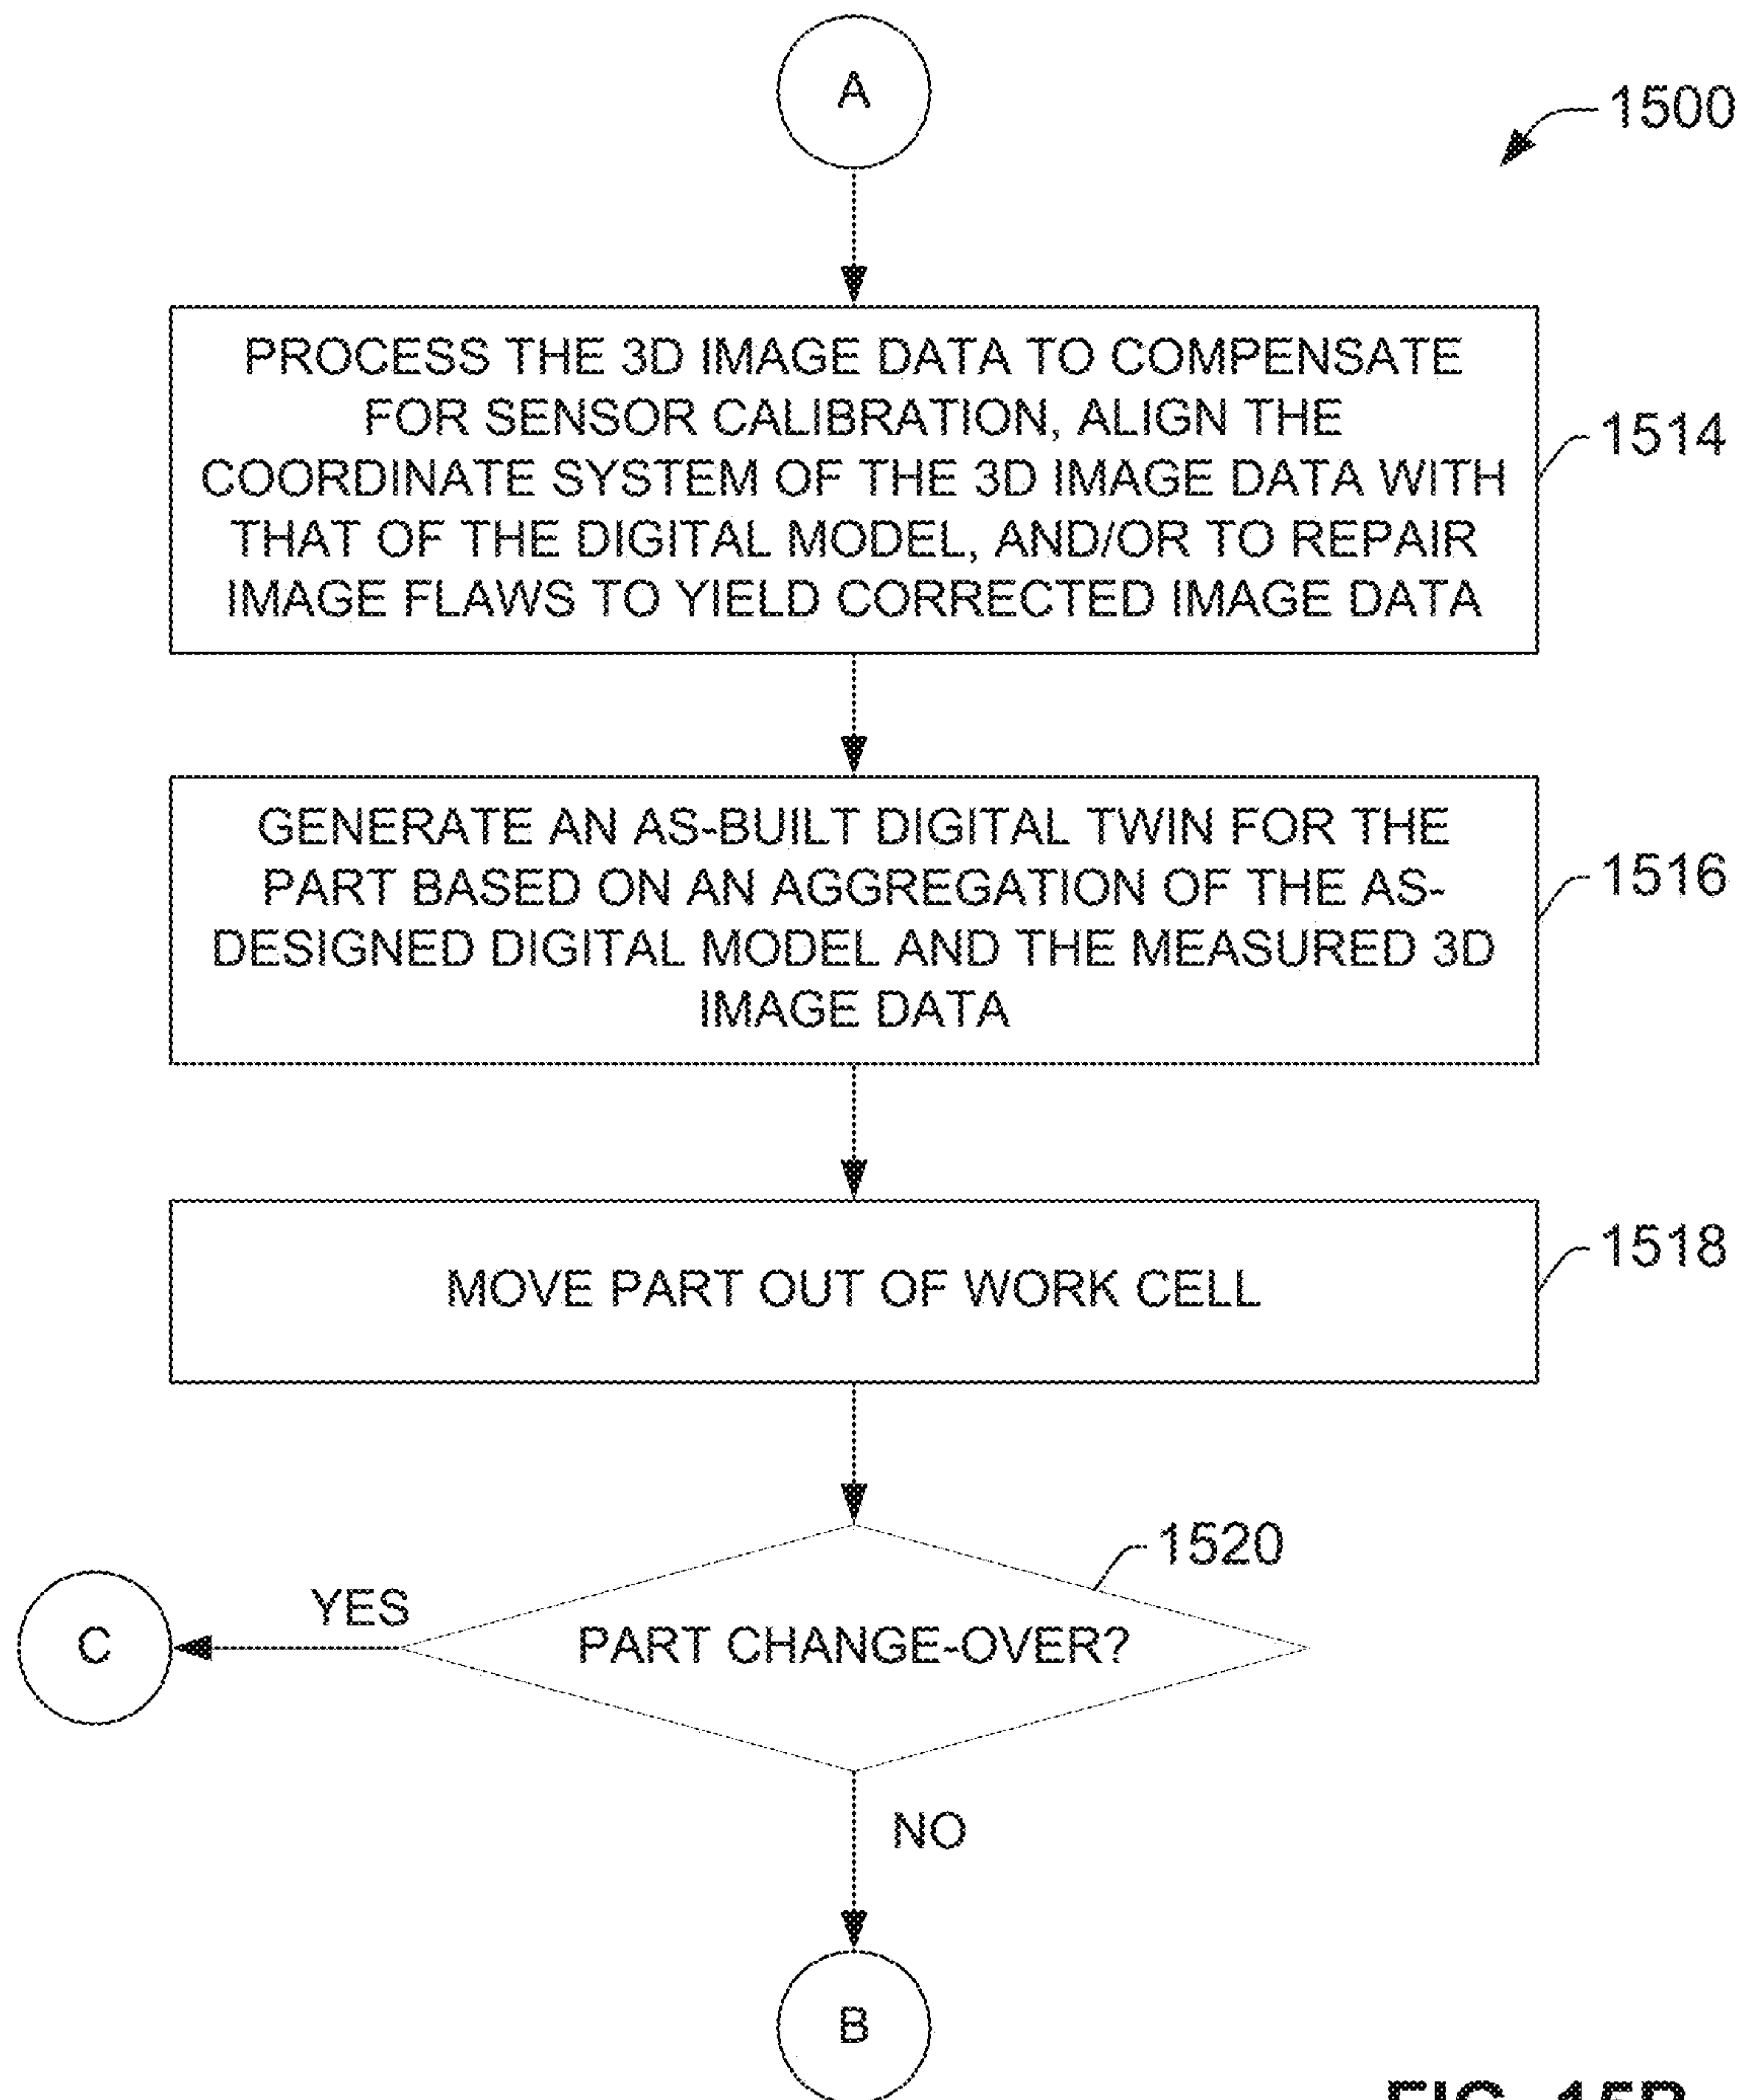 A
1500
PROCESS THE 3D IMAGE DATA TO COMPENSATE
FOR SENSOR CALIBRATION, ALIGN THE
COORDINATE SYSTEM OF THE 3D IMAGE DATA WITH
THAT OF THE DIGITAL MODEL, AND/OR TO REPAIR
IMAGE FLAWS TO YIELD CORRECTED IMAGE DATA
1514
GENERATE AN AS-BUILT DIGITAL TWIN FOR THE
PART BASED ON AN AGGREGATION OF THE AS-
DESIGNED DIGITAL MODEL AND THE MEASURED 3D
IMAGE DATA
1516
MOVE PART OUT OF WORK CELL
1518
1520
YES
C
PART CHANGE-OVER?
NO
B
FIG. 15B